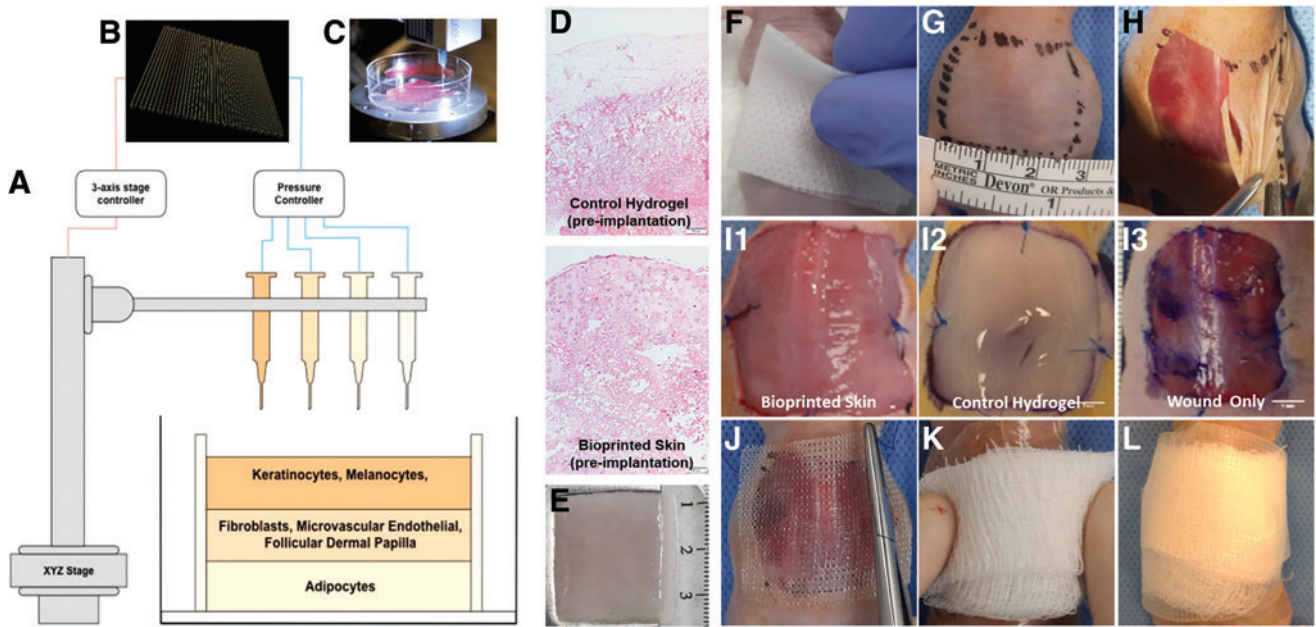 A
B
C
3-axis stage
controller
Pressure
Controller
XYZ Stage
Keratinocytes, Melanocytes,
Fibroblasts, Microvascular Endothelial,
Follicular Dermal Papilla
Adipocytes
D
Control Hydrogel
(pre-implantation)
Bioprinted Skin
(pre-implantation)
E
1
2
3
F
G
1 2 3
METRIC
INCHES
Devon® OR Products &
1
H
I1
Bioprinted Skin
I2
Control Hydrogel
I3
Wound Only
J
K
L